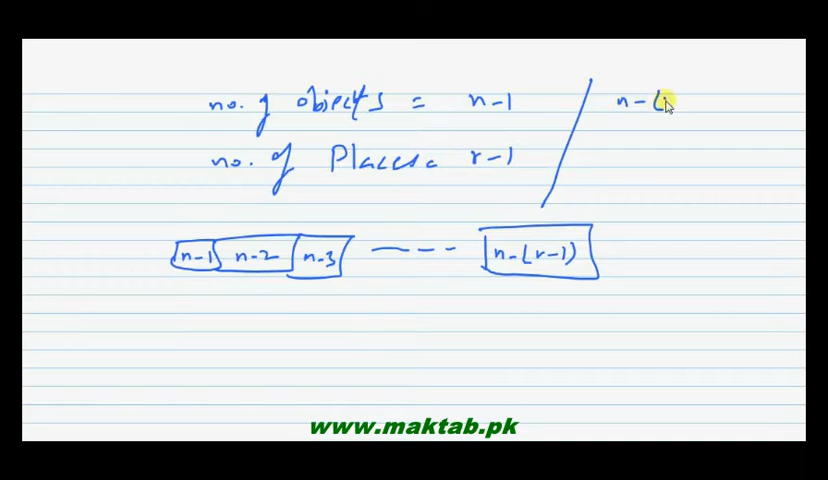 no. of objects = n-1 / n-(
no. of Places = r-1
n-1 n-2 n-3 ---- n-(r-1)
www.maktab.pk